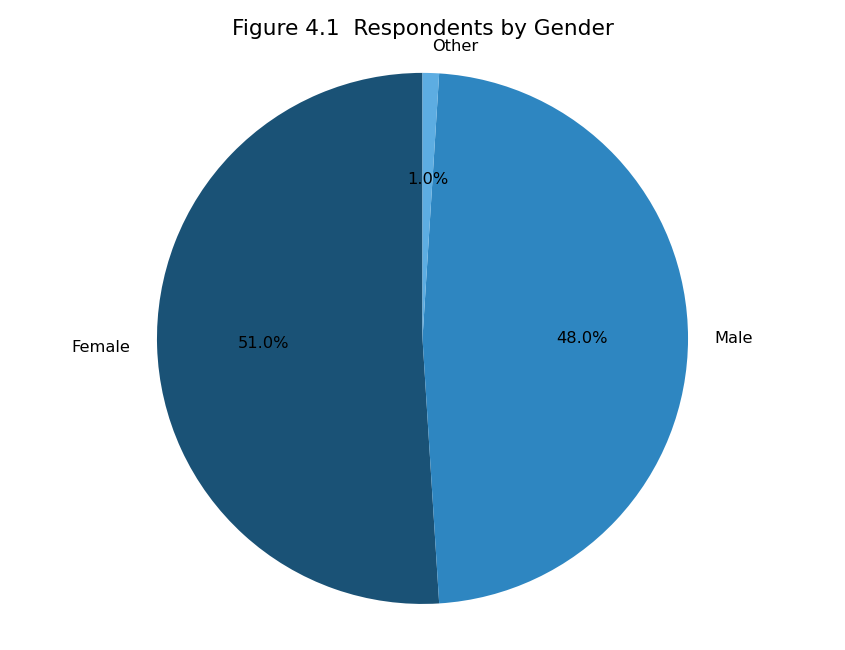 Figure 4.1  Respondents by Gender
Other
1.0%
Female
51.0%
48.0%
Male